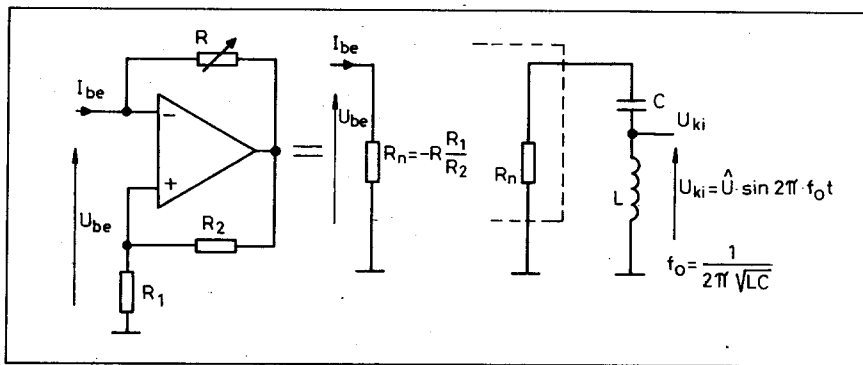 R
I_be
−
+
U_be
R_2
R_1
=
I_be
U_be
R_n=-R R_1/R_2
R_n
C
U_ki
L
U_ki=Û·sin 2π·f_0t
f_0=1/(2π√LC)